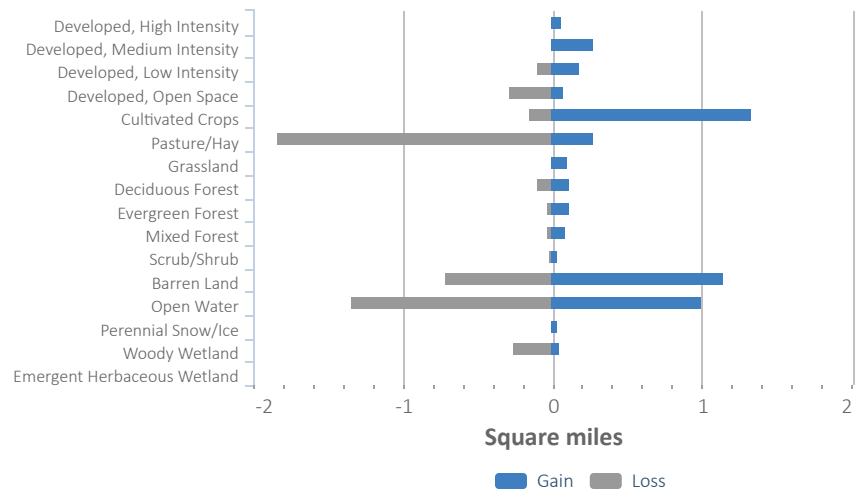 Developed, High Intensity
Developed, Medium Intensity
Developed, Low Intensity
Developed, Open Space
Cultivated Crops
Pasture/Hay
Grassland
Deciduous Forest
Evergreen Forest
Mixed Forest
Scrub/Shrub
Barren Land
Open Water
Perennial Snow/Ice
Woody Wetland
Emergent Herbaceous Wetland
-2 -1 0 1 2
Square miles
Gain Loss